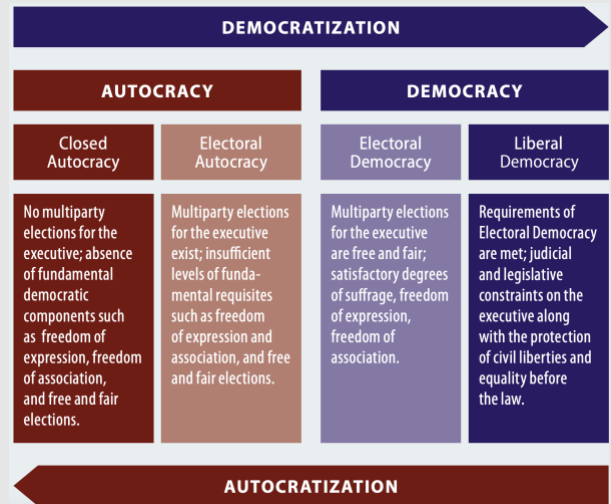 DEMOCRATIZATION
AUTOCRACY
DEMOCRACY
Closed
Autocracy
Electoral
Autocracy
Electoral
Democracy
Liberal
Democracy
No multiparty
elections for the
executive; absence
of fundamental
democratic
components such
as freedom of
expression, freedom
of association,
and free and fair
elections.
Multiparty elections
for the executive
exist; insufficient
levels of funda-
mental requisites
such as freedom
of expression and
association, and free
and fair elections.
Multiparty elections
for the executive
are free and fair;
satisfactory degrees
of suffrage, freedom
of expression,
freedom of
association.
Requirements of
Electoral Democracy
are met; judicial
and legislative
constraints on the
executive along
with the protection
of civil liberties and
equality before
the law.
AUTOCRATIZATION